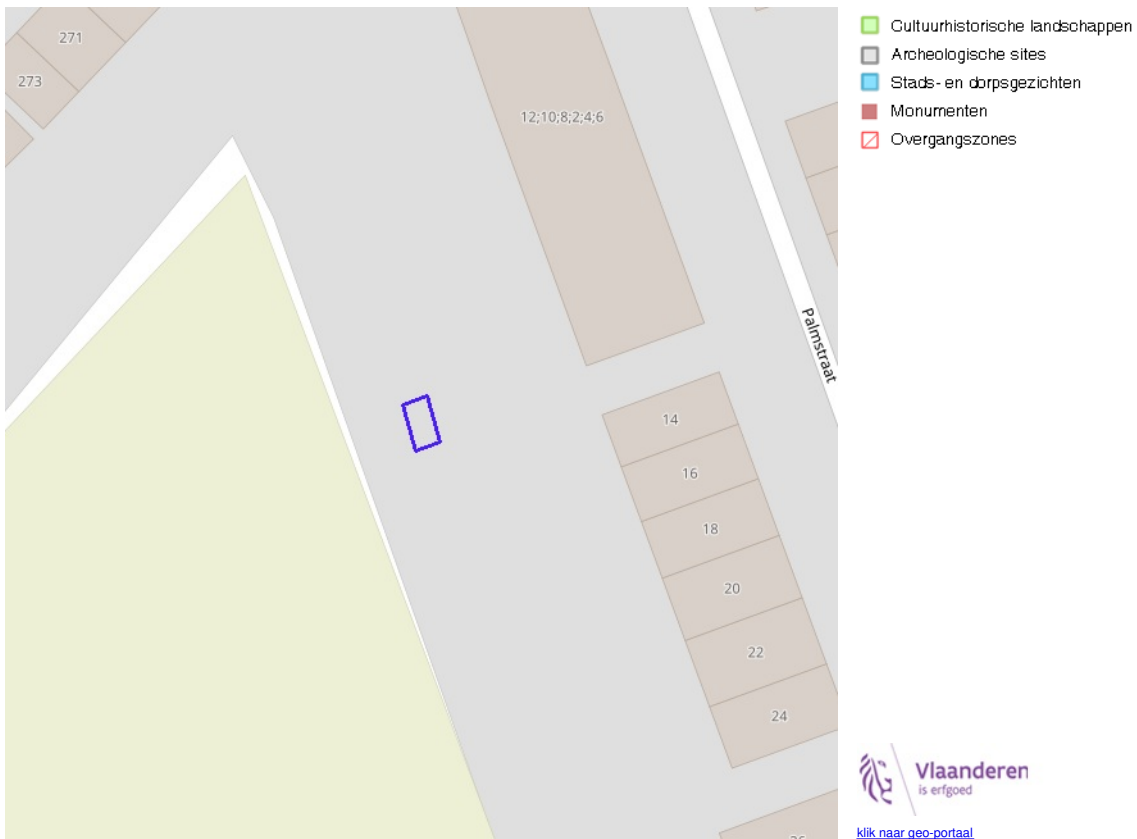 271
273
12;10;8;2;4;6
Palmstraat
14
16
18
20
22
24
Cultuurhistorische landschappen
Archeologische sites
Stads- en dorpsgezichten
Monumenten
Overgangszones
Vlaanderen
is erfgoed
klik naar geo-portaal